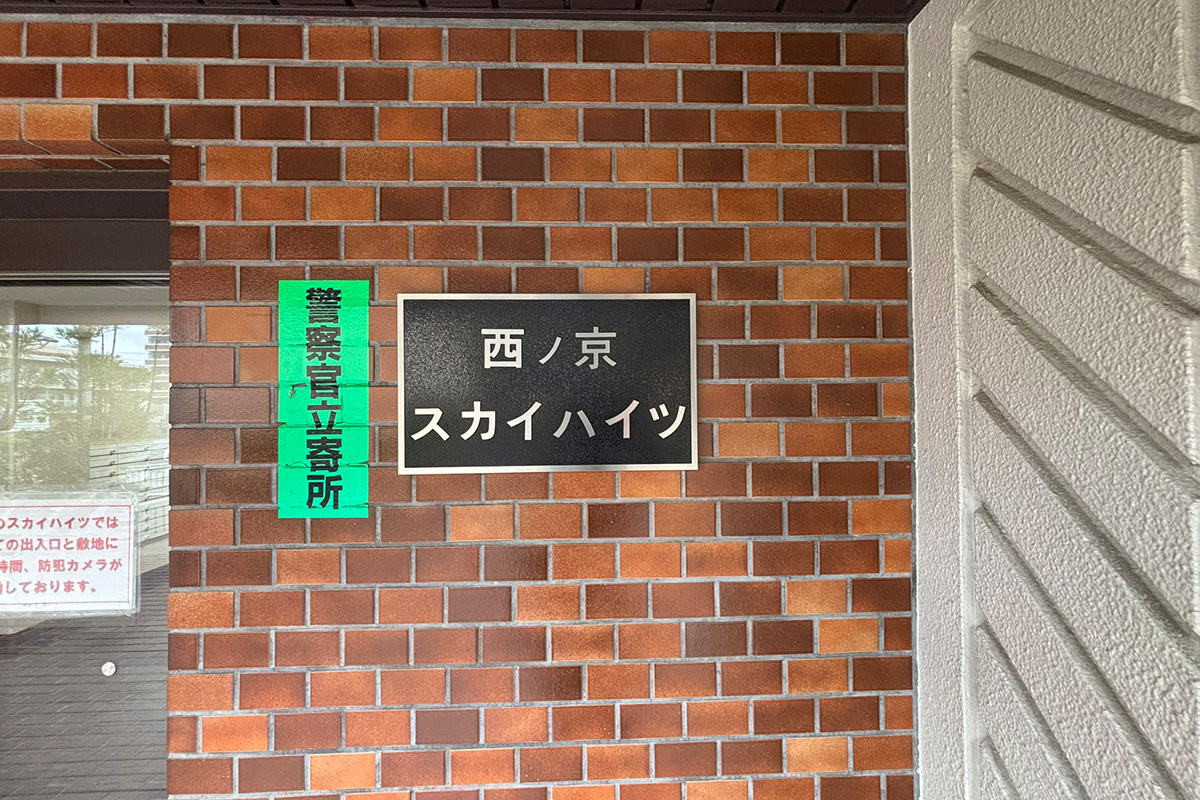 警察官立寄所
西ノ京
スカイハイツ
スカイハイツでは
ての出入口と敷地に
時間、防犯カメラが
しております。